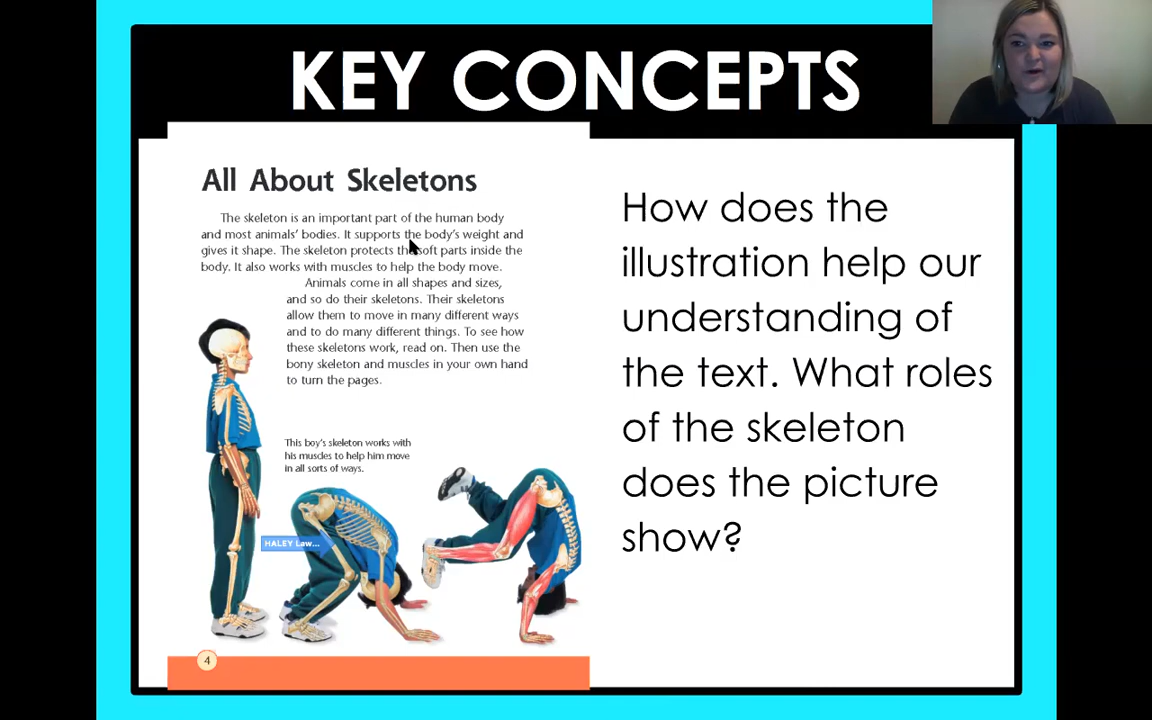 KEY CONCEPTS
All About Skeletons
The skeleton is an important part of the human body
and most animals' bodies. It supports the body's weight and
gives it shape. The skeleton protects the soft parts inside the
body. It also works with muscles to help the body move.
Animals come in all shapes and sizes,
and so do their skeletons. Their skeletons
allow them to move in many different ways
and to do many different things. To see how
these skeletons work, read on. Then use the
bony skeleton and muscles in your own hand
to turn the pages.
This boy's skeleton works with
his muscles to help him move
in all sorts of ways.
HALEY Law...
4
How does the
illustration help our
understanding of
the text. What roles
of the skeleton
does the picture
show?